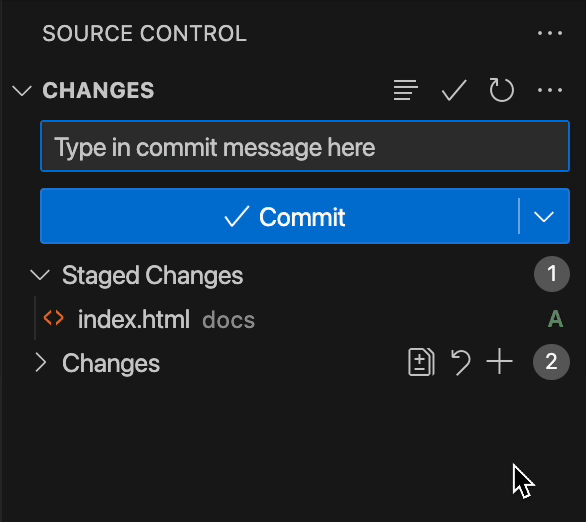 SOURCE CONTROL
CHANGES
Type in commit message here
Commit
Staged Changes 1
index.html docs A
Changes 2